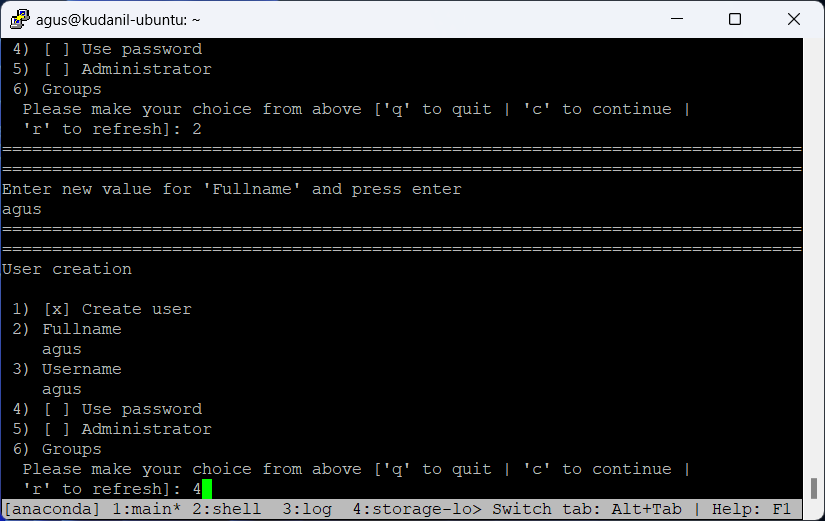 agus@kudanil-ubuntu: ~
4) [ ] Use password
5) [ ] Administrator
6) Groups
Please make your choice from above ['q' to quit | 'c' to continue |
'r' to refresh]: 2
================================================================================
================================================================================
Enter new value for 'Fullname' and press enter
agus
================================================================================
================================================================================
User creation
1) [x] Create user
2) Fullname
agus
3) Username
agus
4) [ ] Use password
5) [ ] Administrator
6) Groups
Please make your choice from above ['q' to quit | 'c' to continue |
'r' to refresh]: 4
[anaconda] 1:main* 2:shell  3:log  4:storage-lo> Switch tab: Alt+Tab | Help: F1